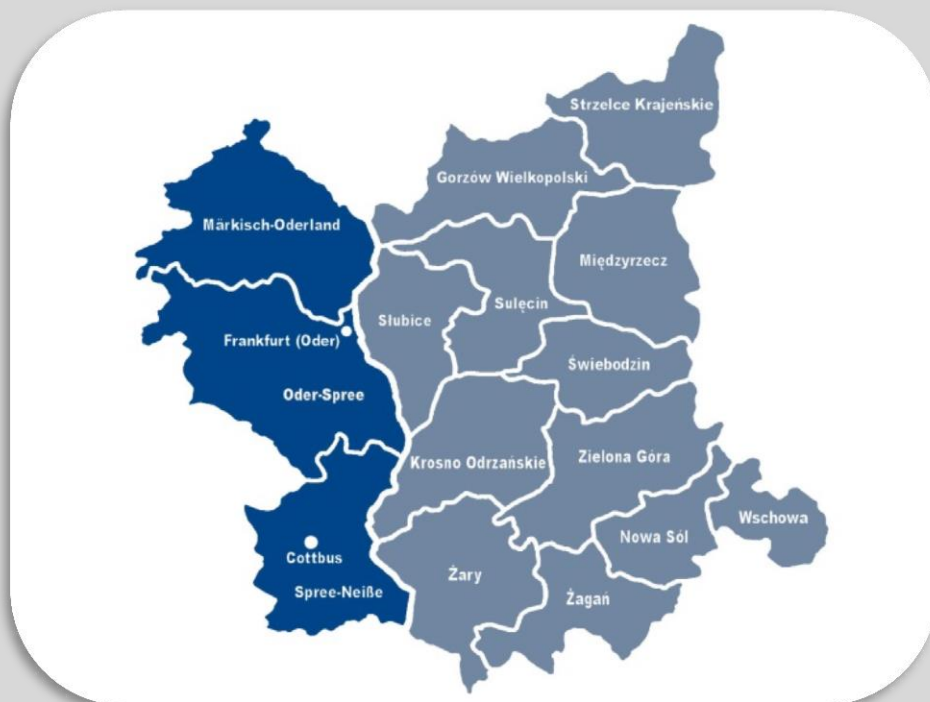 Strzelce Krajeńskie
Gorzów Wielkopolski
Märkisch-Oderland
Międzyrzecz
Sulęcin
Słubice
Frankfurt (Oder)
Świebodzin
Oder-Spree
Zielona Góra
Krosno Odrzańskie
Wschowa
Nowa Sól
Cottbus
Żary
Spree-Neiße
Żagań